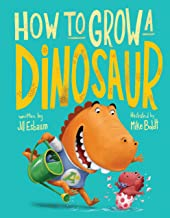 HOW TO GROW A
DINOSAUR
written by
Jill Esbaum
illustrated by
Mike Boldt